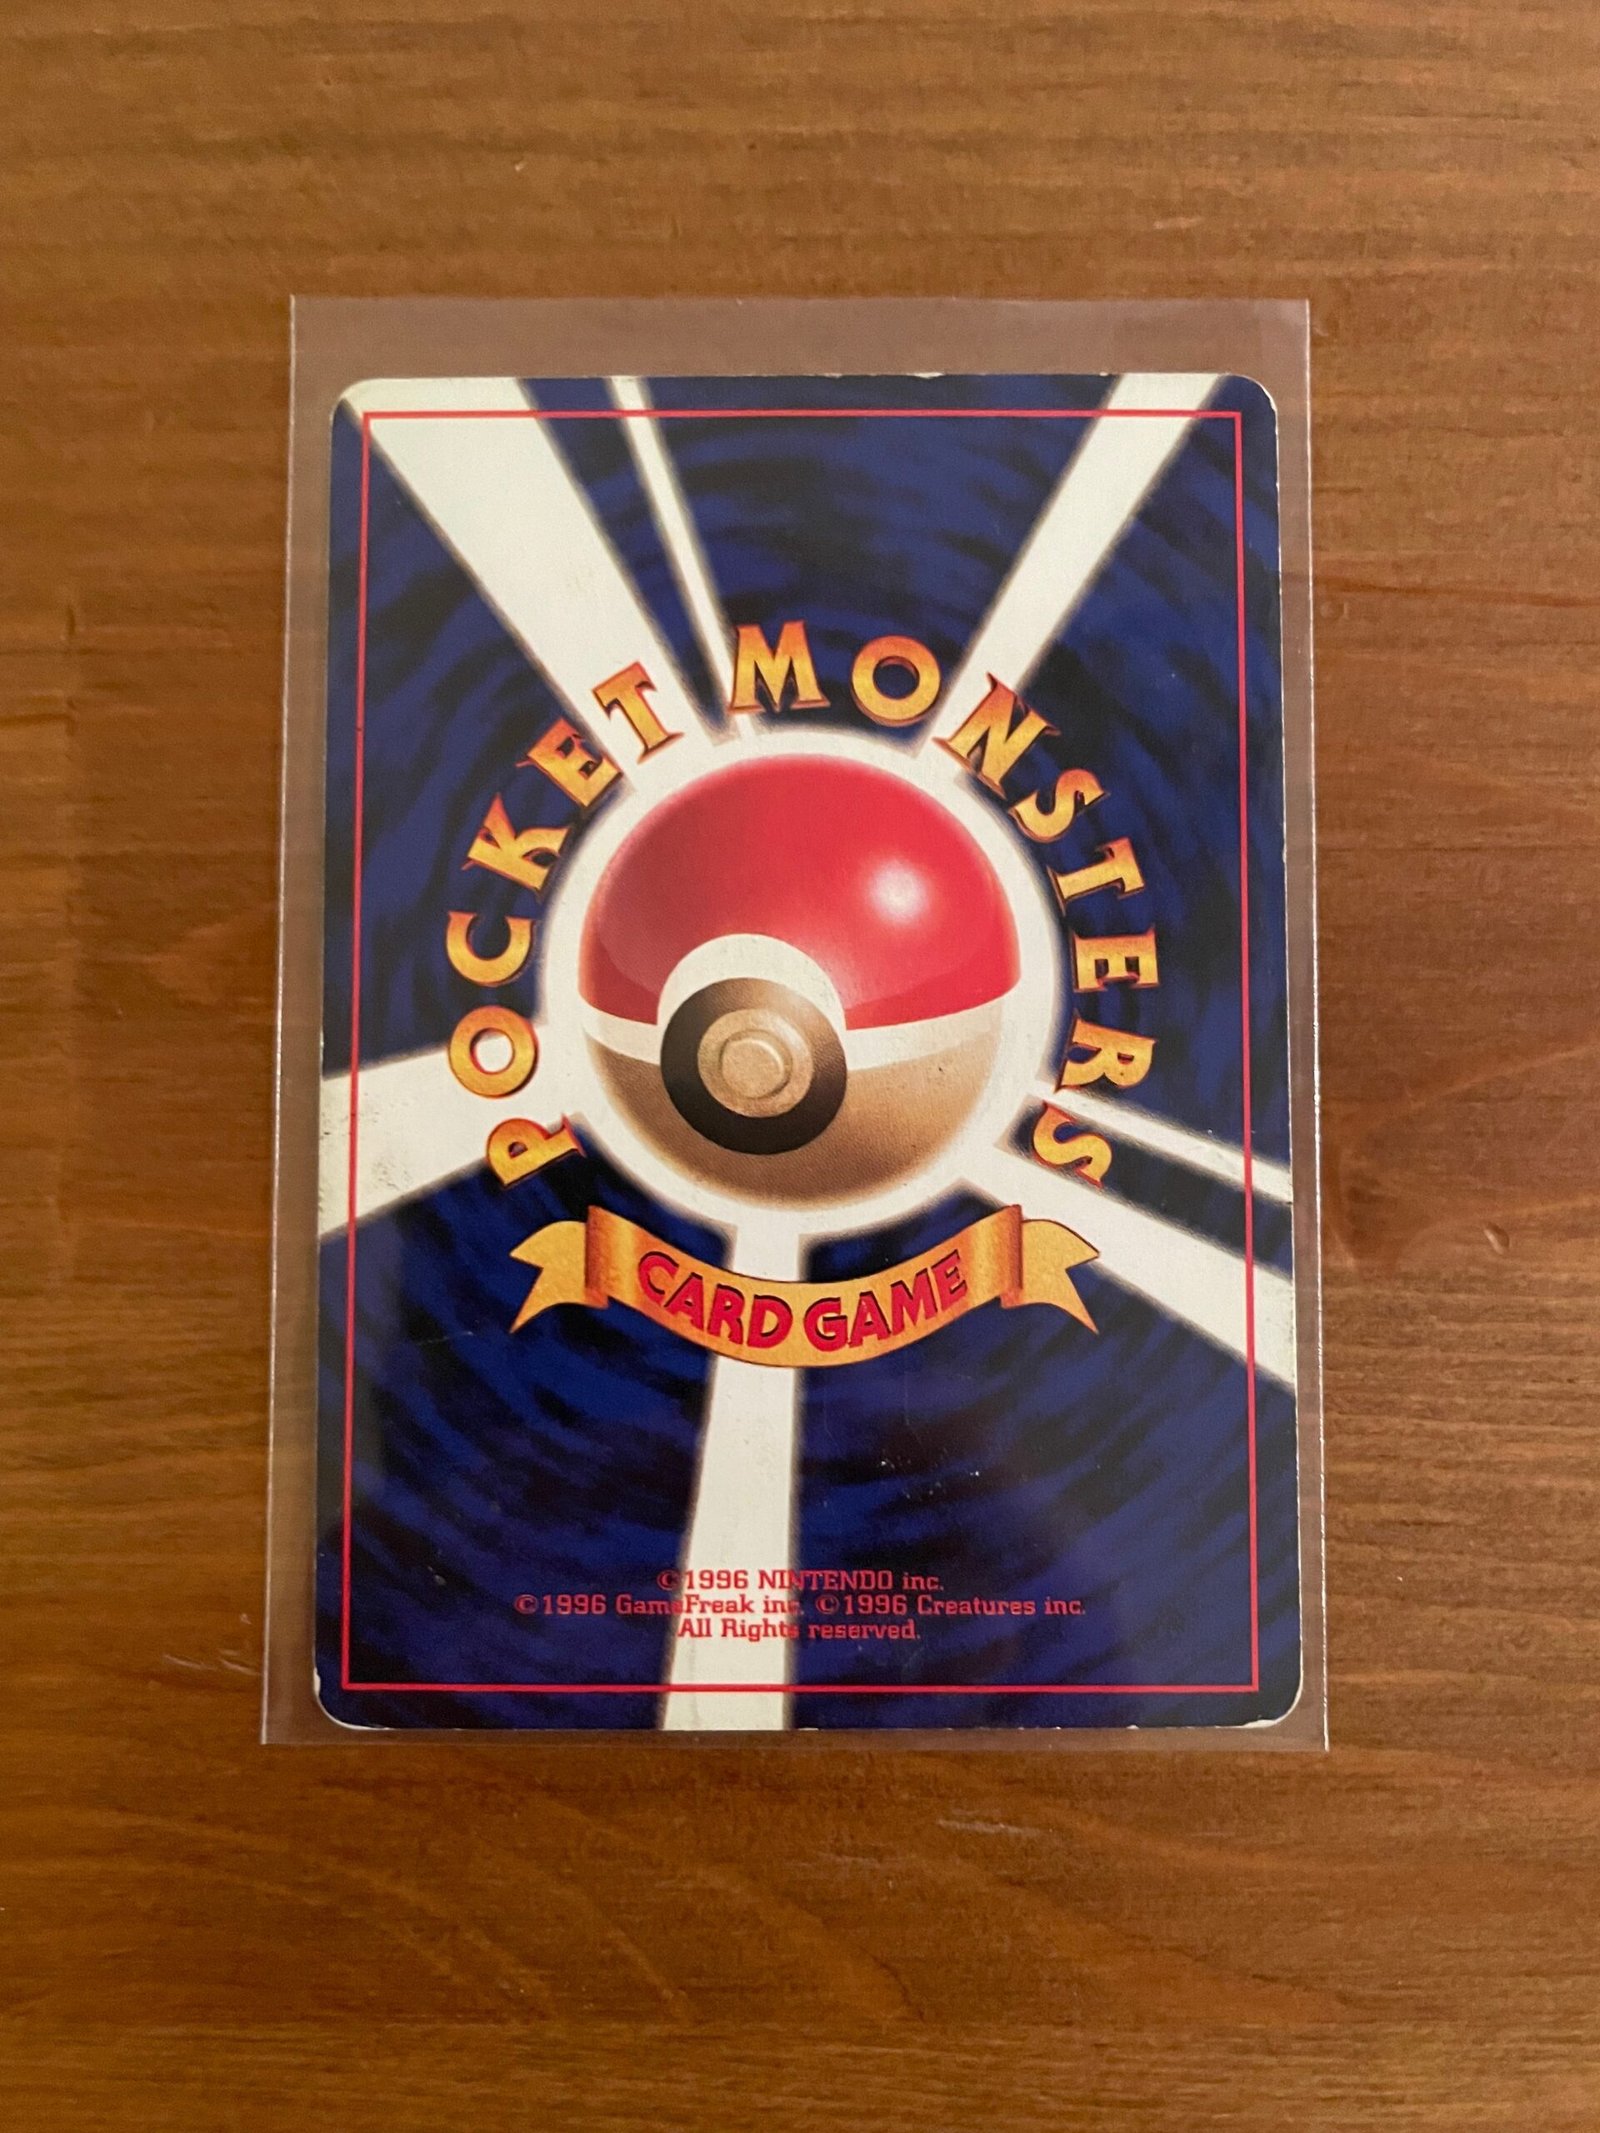 POCKET MONSTERS
CARD GAME
©1996 NINTENDO inc.
©1996 GameFreak inc. ©1996 Creatures inc.
All Rights reserved.